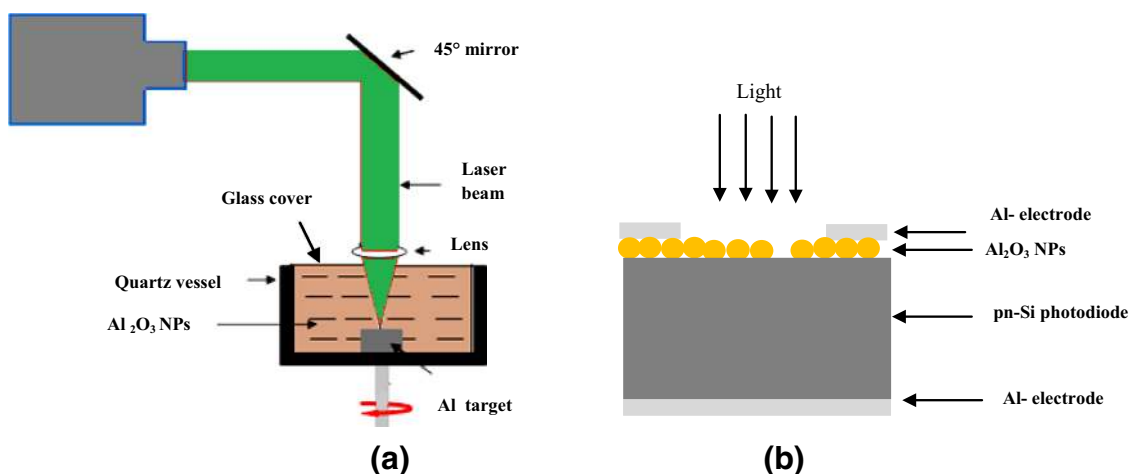 45° mirror
Laser
beam
Glass cover
Lens
Quartz vessel
Al ₂O₃ NPs
Al target
(a)
Light
Al- electrode
Al₂O₃ NPs
pn-Si photodiode
Al- electrode
(b)